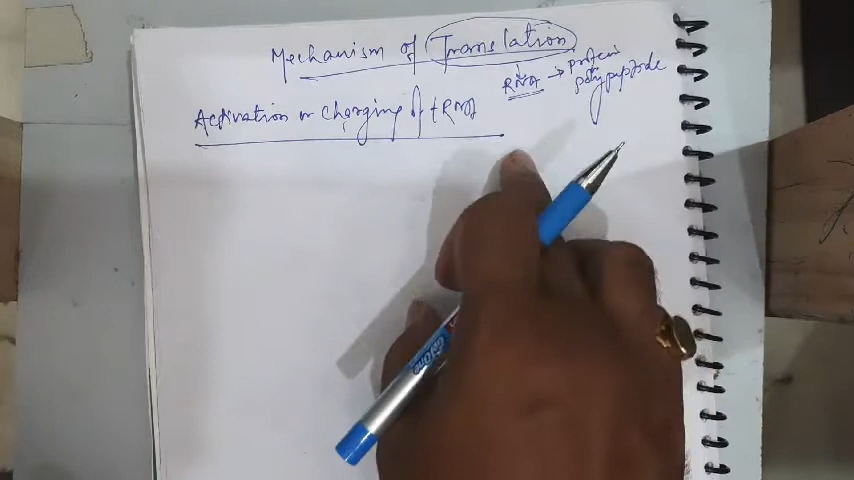 Mechanism of Translation
RNA → Protein
polypeptide
Activation or charging of tRNA